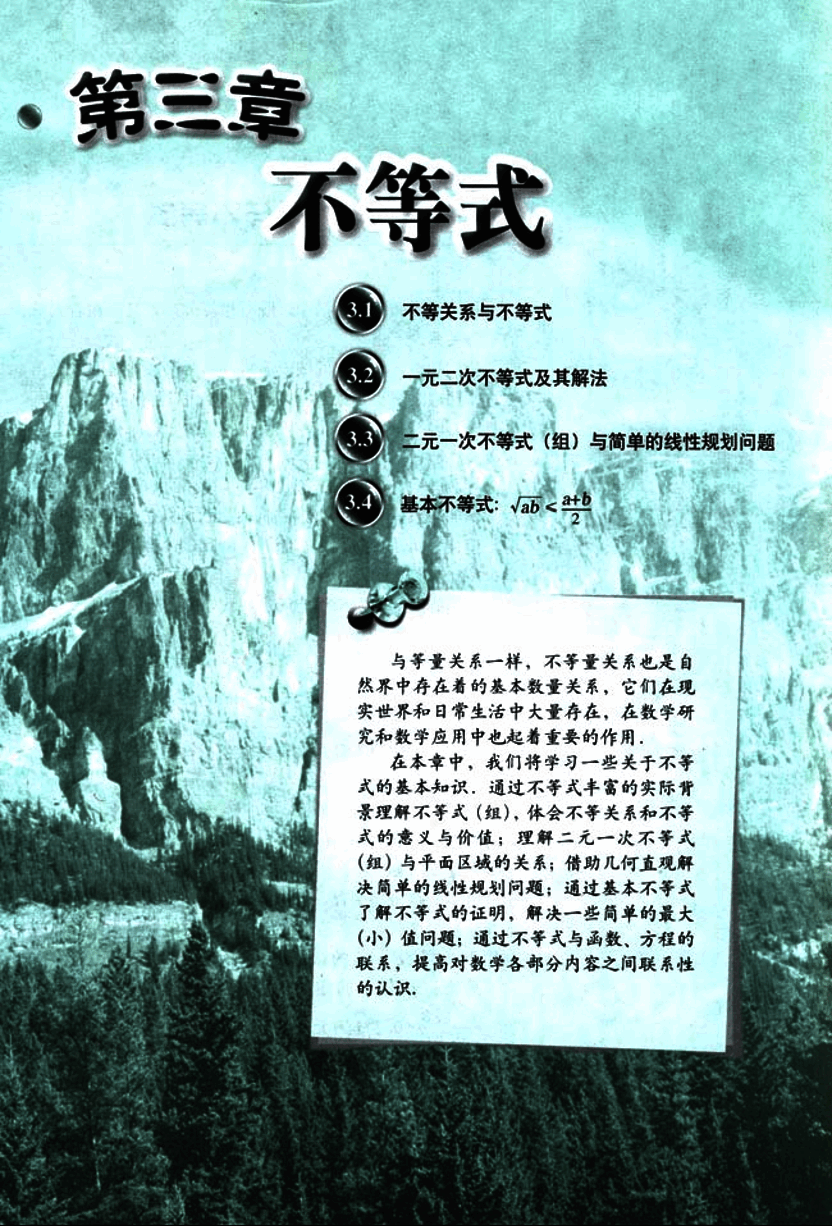 第三章
不等式
3.1 不等关系与不等式
3.2 一元二次不等式及其解法
3.3 二元一次不等式（组）与简单的线性规划问题
3.4 基本不等式: √ab < a+b/2
与等量关系一样，不等量关系也是自
然界中存在着的基本数量关系，它们在现
实世界和日常生活中大量存在，在数学研
究和数学应用中也起着重要的作用.
在本章中，我们将学习一些关于不等
式的基本知识. 通过不等式丰富的实际背
景理解不等式（组），体会不等关系和不等
式的意义与价值；理解二元一次不等式
（组）与平面区域的关系；借助几何直观解
决简单的线性规划问题；通过基本不等式
了解不等式的证明，解决一些简单的最大
（小）值问题；通过不等式与函数、方程的
联系，提高对数学各部分内容之间联系性
的认识.